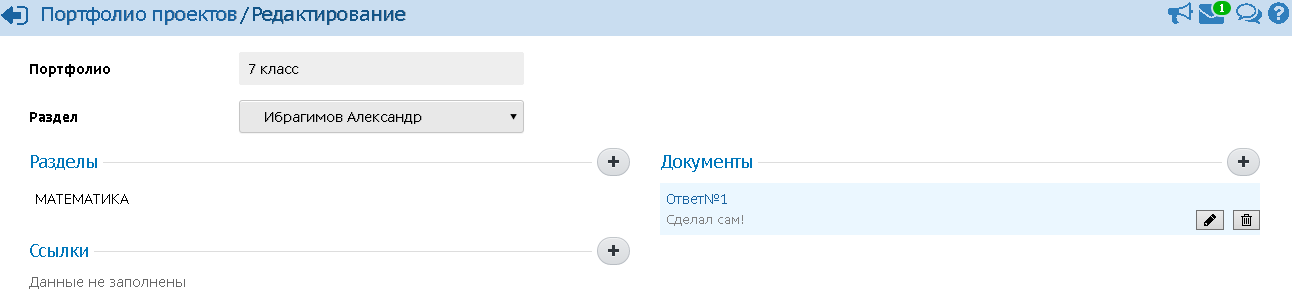 Портфолио проектов/Редактирование
1
Портфолио
7 класс
Раздел
Ибрагимов Александр
Разделы
МАТЕМАТИКА
Ссылки
Данные не заполнены
Документы
Ответ№1
Сделал сам!